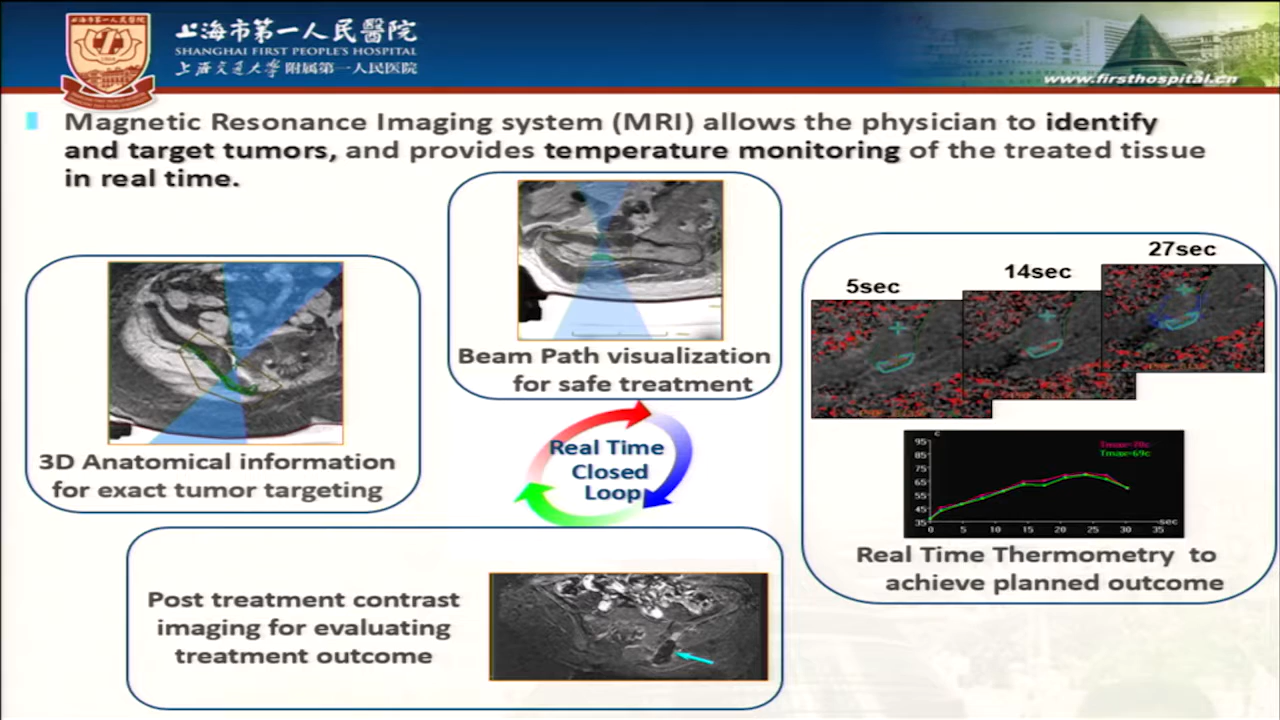 上海市第一人民醫院
SHANGHAI FIRST PEOPLE'S HOSPITAL
上海交通大學附属第一人民医院
www.firsthospital.cn
Magnetic Resonance Imaging system (MRI) allows the physician to identify
and target tumors, and provides temperature monitoring of the treated tissue
in real time.
Beam Path visualization
for safe treatment
3D Anatomical information
for exact tumor targeting
Real Time
Closed
Loop
5sec
14sec
27sec
c
Tmax=70c
Tmax=69c
95
85
75
65
55
45
35
0 5 10 15 20 25 30 35 sec
Real Time Thermometry to
achieve planned outcome
Post treatment contrast
imaging for evaluating
treatment outcome